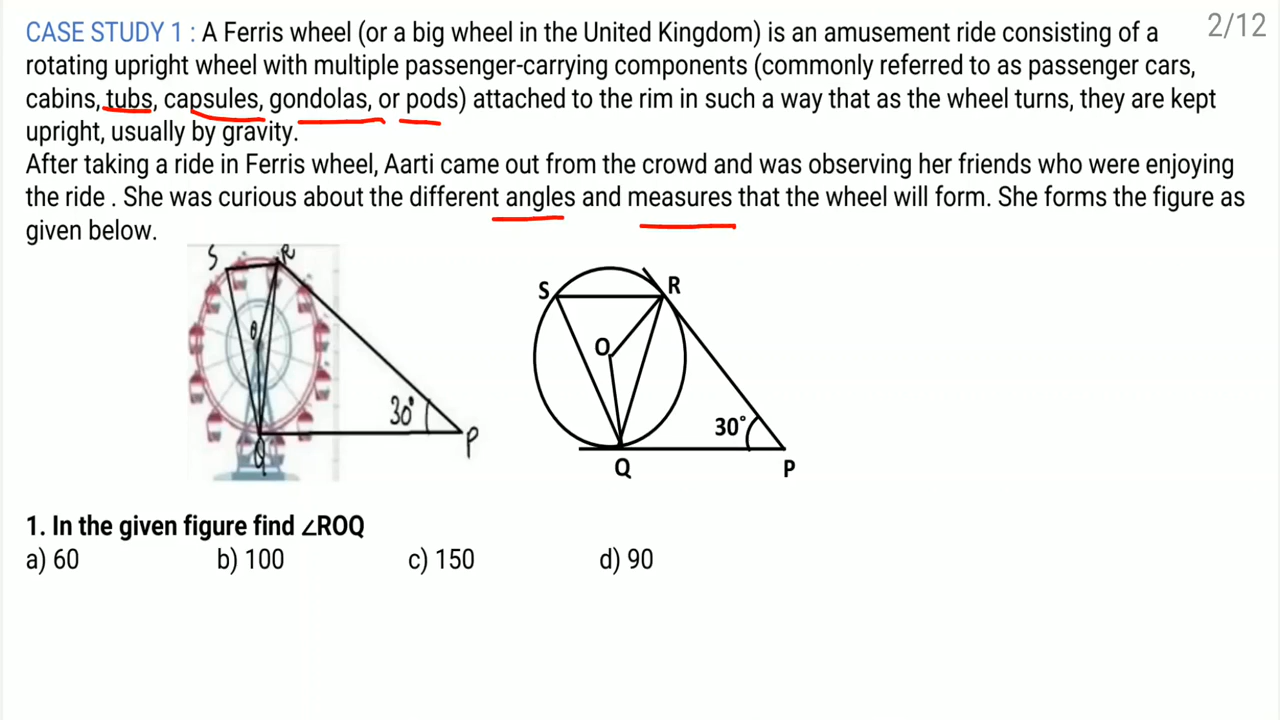 2/12
CASE STUDY 1 : A Ferris wheel (or a big wheel in the United Kingdom) is an amusement ride consisting of a
rotating upright wheel with multiple passenger-carrying components (commonly referred to as passenger cars,
cabins, tubs, capsules, gondolas, or pods) attached to the rim in such a way that as the wheel turns, they are kept
upright, usually by gravity.
After taking a ride in Ferris wheel, Aarti came out from the crowd and was observing her friends who were enjoying
the ride . She was curious about the different angles and measures that the wheel will form. She forms the figure as
given below.
S R
O
30°
Q P
S R
O
30°
Q P
1. In the given figure find ∠ROQ
a) 60 b) 100 c) 150 d) 90